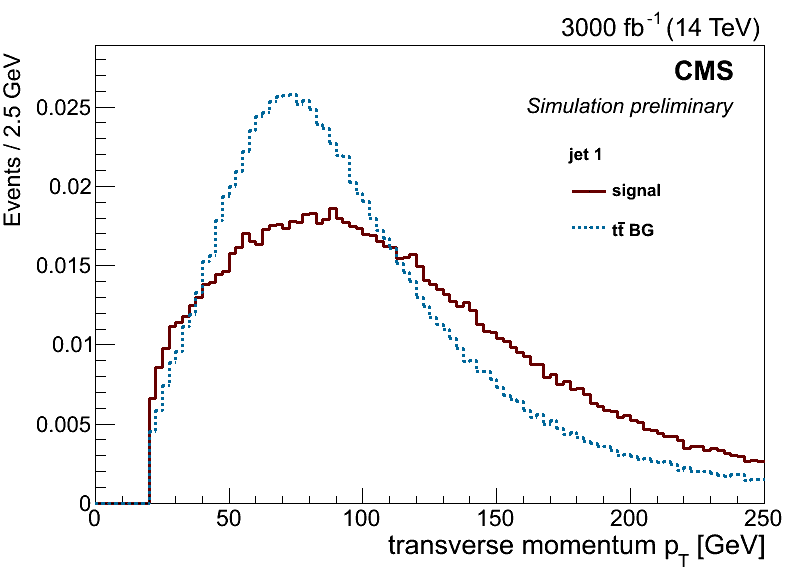 3000 fb⁻¹ (14 TeV)
CMS
Simulation preliminary
jet 1
signal
tt̄ BG
Events / 2.5 GeV
0.025
0.02
0.015
0.01
0.005
0
0 50 100 150 200 250
transverse momentum p_T [GeV]